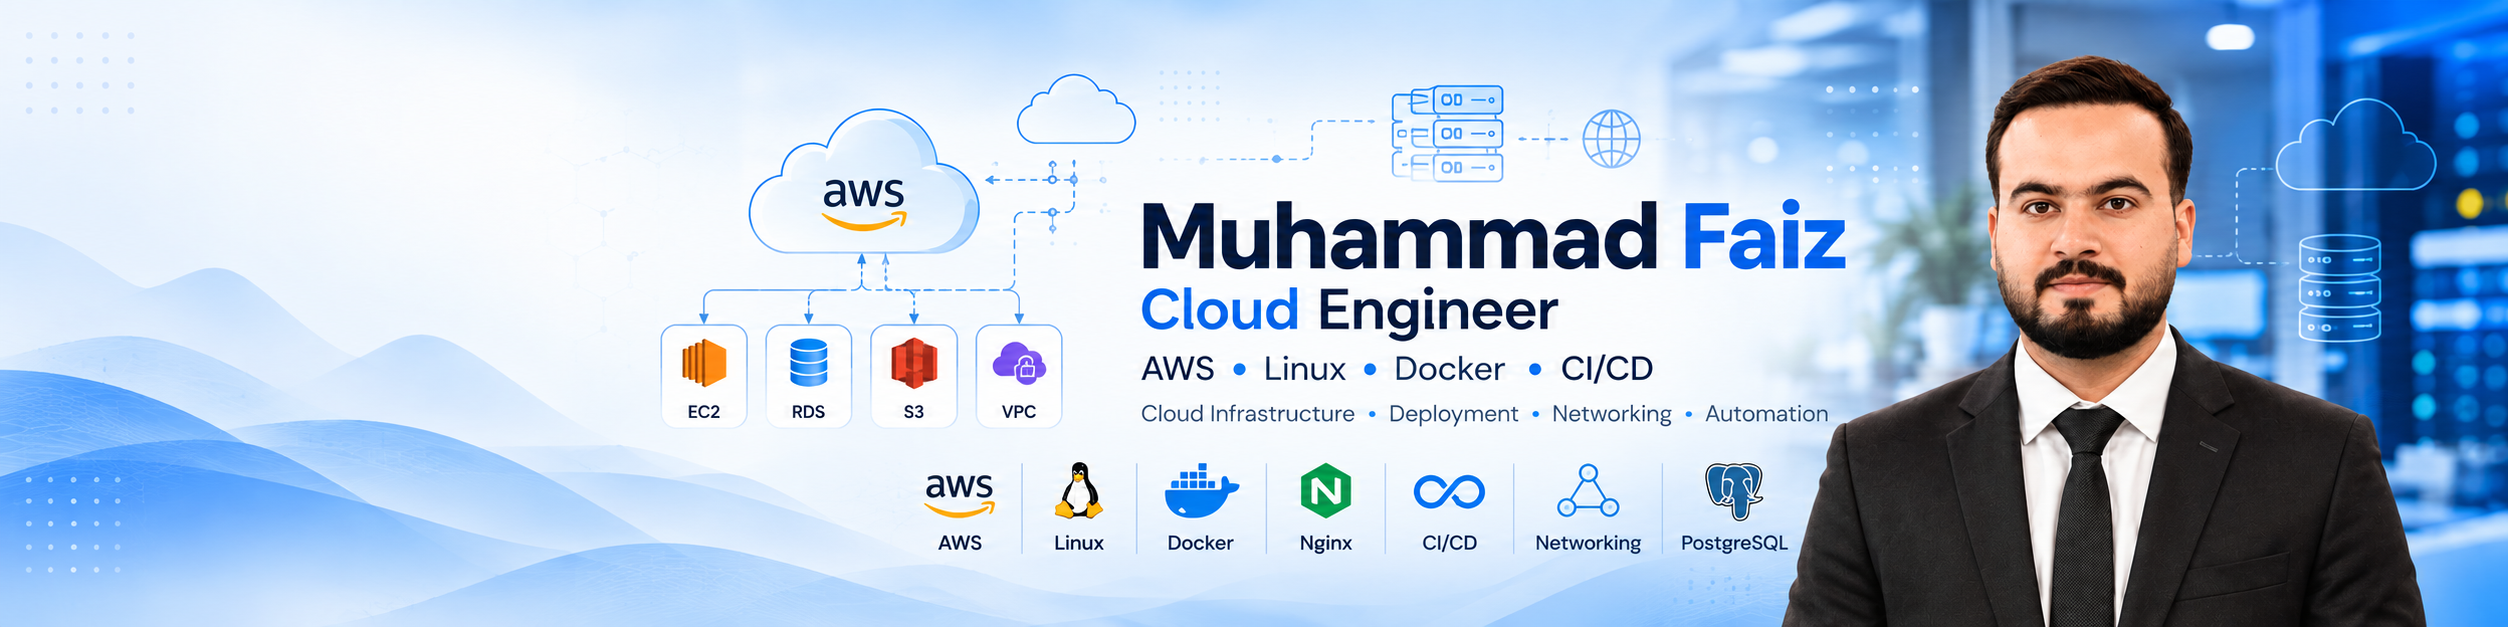 aws
Muhammad Faiz
Cloud Engineer
AWS • Linux • Docker • CI/CD
EC2 RDS S3 VPC
Cloud Infrastructure • Deployment • Networking • Automation
aws
AWS Linux Docker Nginx CI/CD Networking PostgreSQL